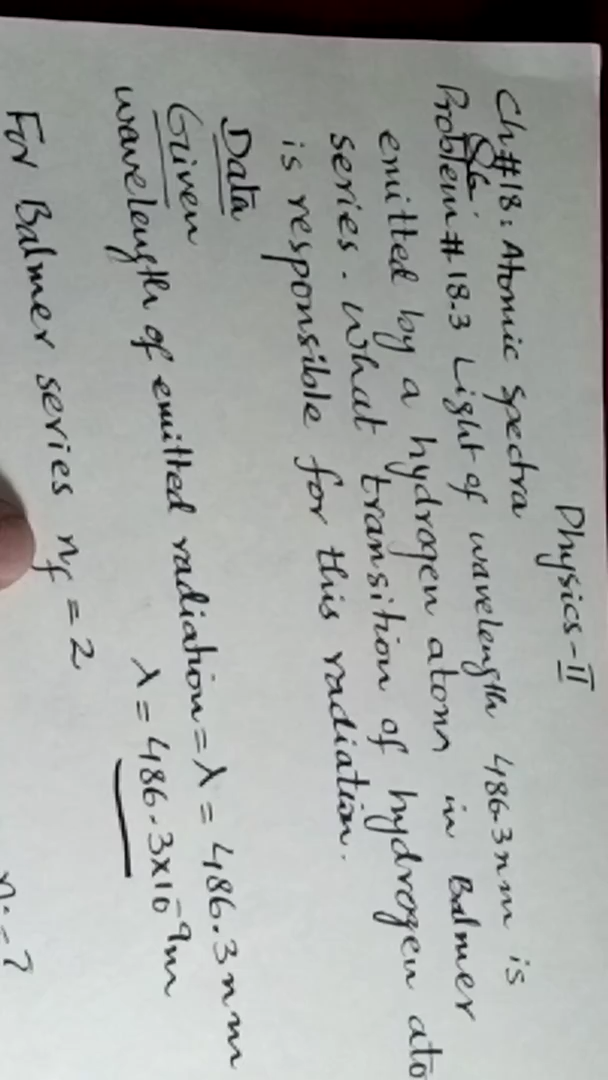 Physics-II
Ch#18: Atomic Spectra
Problem#18.3 Light of wavelength 486.3nm is
emitted by a hydrogen atom in Balmer
series. What transition of hydrogen ato
is responsible for this radiation.
Data
Given
wavelength of emitted radiation=λ = 486.3nm
λ = 486.3x10⁻⁹m
For Balmer series nf = 2
ni = ?